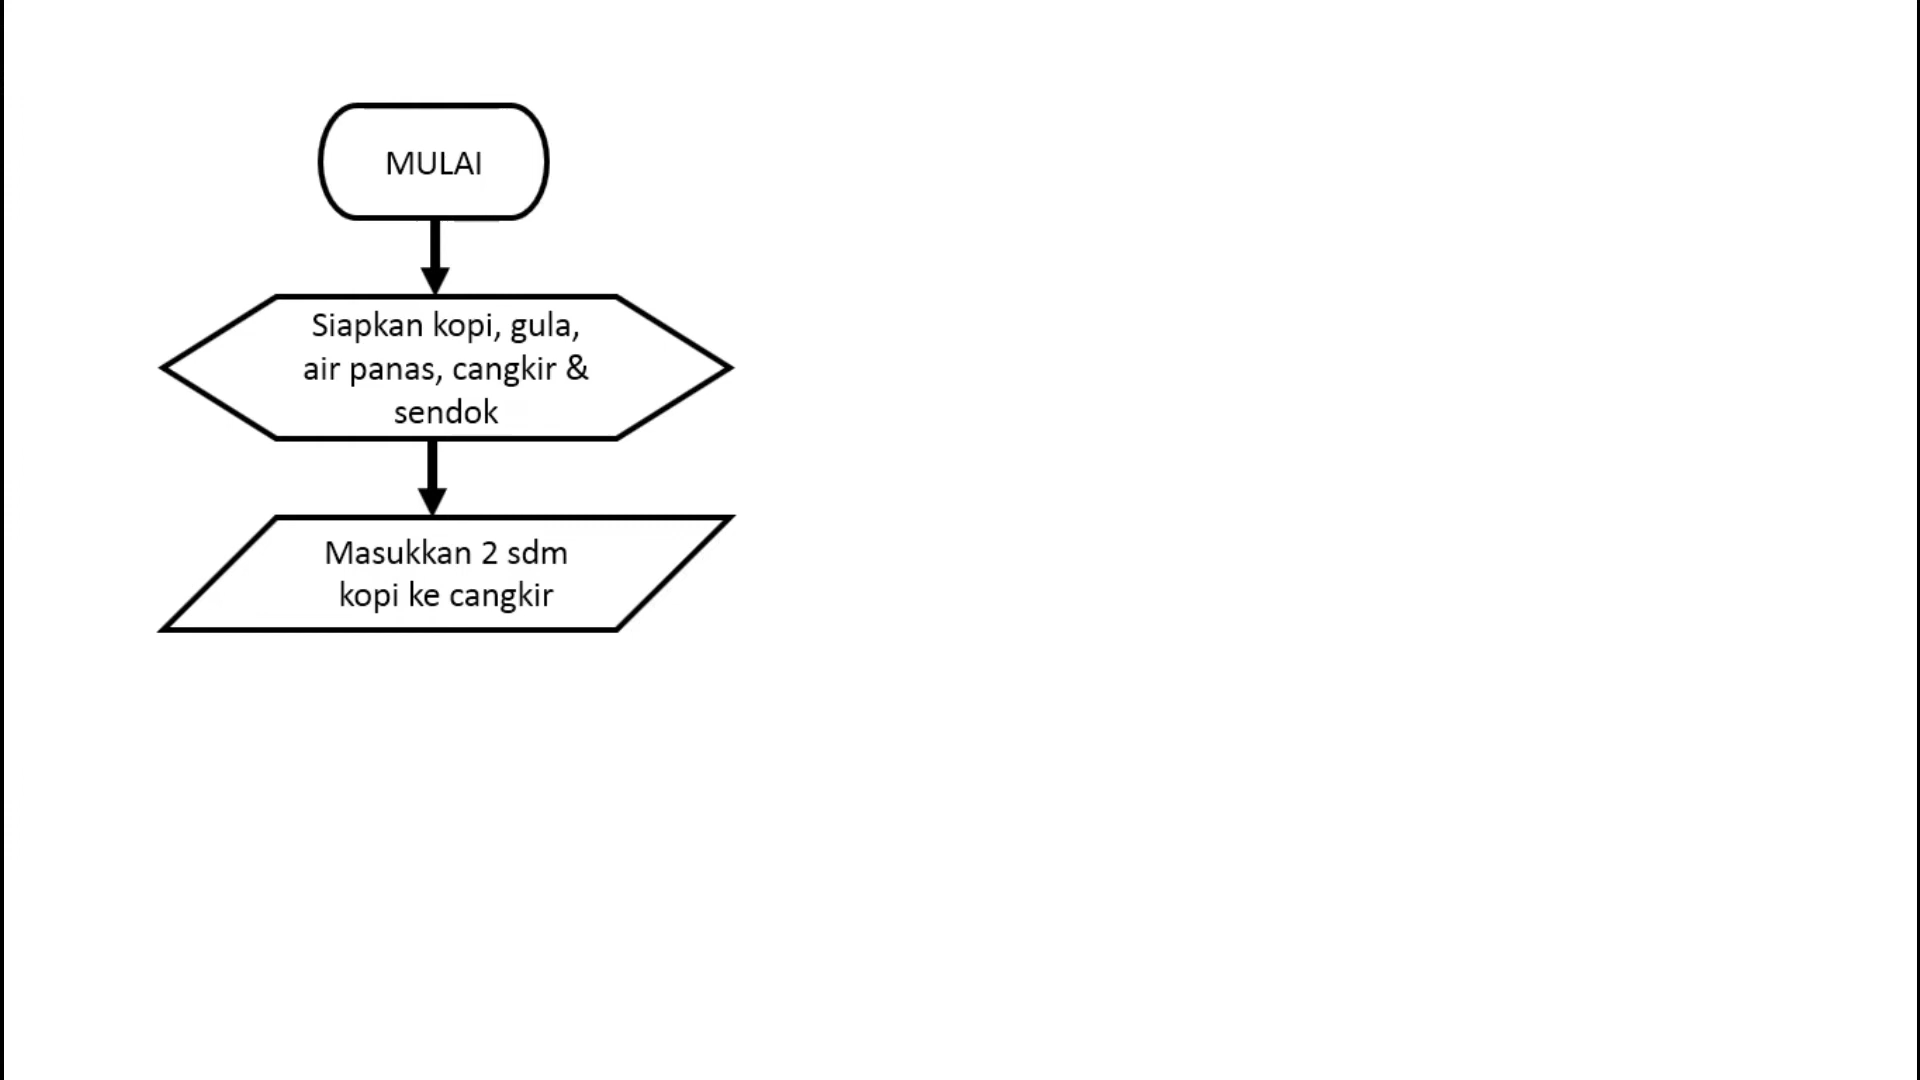 MULAI
Siapkan kopi, gula,
air panas, cangkir &
sendok
Masukkan 2 sdm
kopi ke cangkir